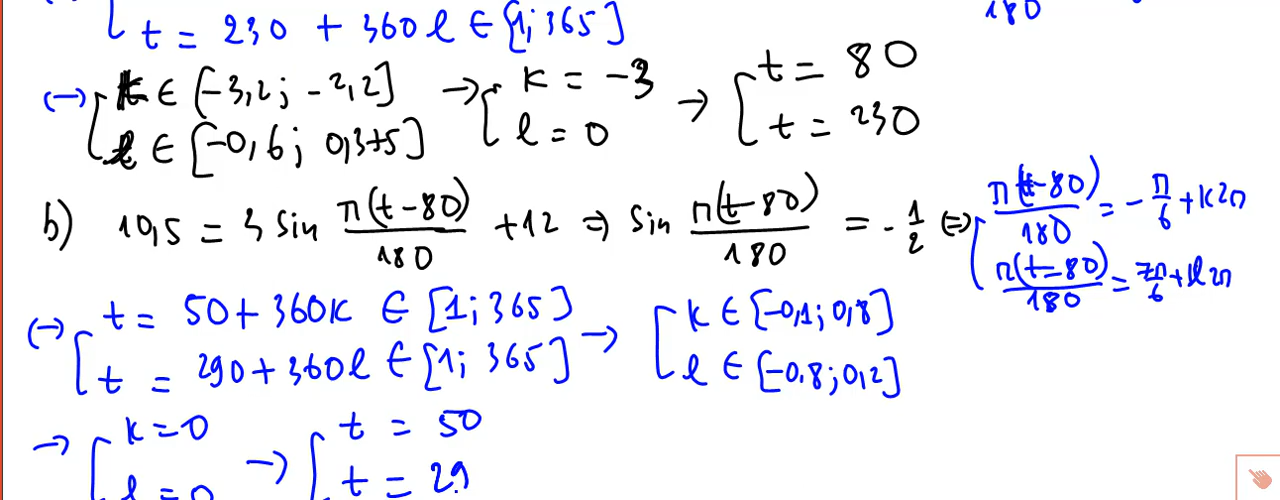 180
[ t = 230 + 360l ∈ [1; 365]
(→) [ k ∈ [-3,2; -2,2] → [ k = -3 → [ t = 80
l ∈ [-0,6; 0,375] l = 0 t = 230
b) 10,5 = 3 sin π(t-80)/180 + 12 ⇒ sin π(t-80)/180 = -1/2 (=) [ π(t-80)/180 = -π/6 + k2π
π(t-80)/180 = 7π/6 + l2π
(→) [ t = 50 + 360k ∈ [1; 365] → [ k ∈ [-0,1; 0,8]
t = 290 + 360l ∈ [1; 365] l ∈ [-0,8; 0,2]
→ [ k = 0 → [ t = 50
l = 0 t = 29